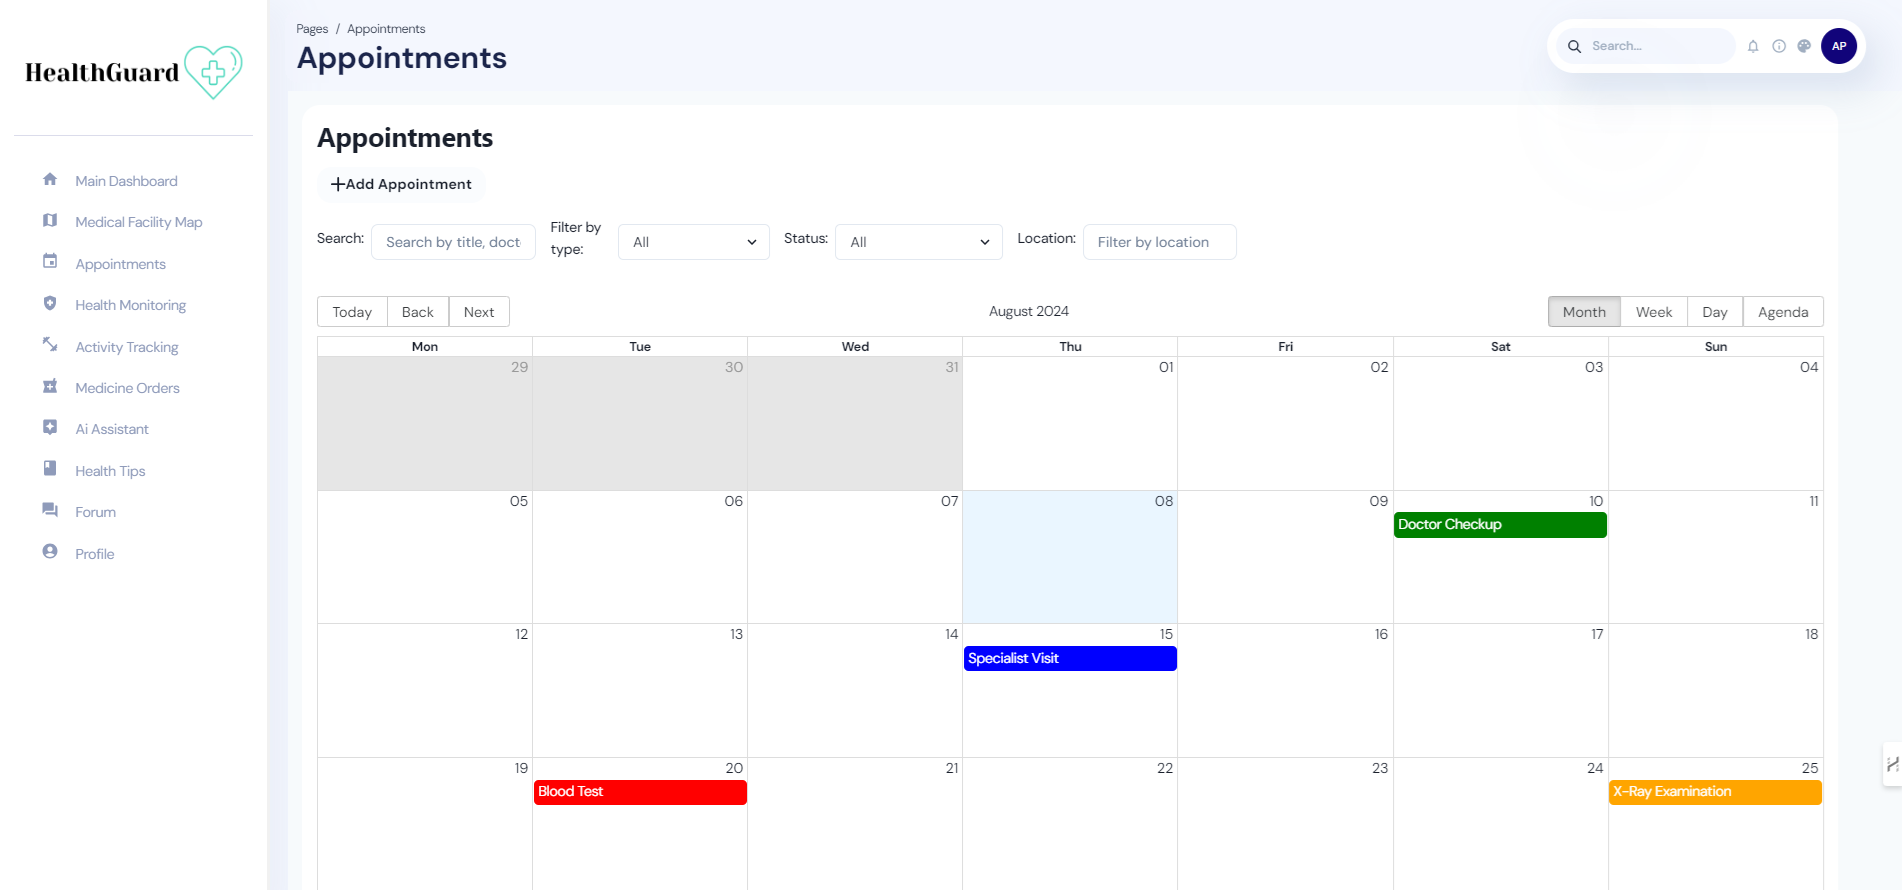 HealthGuard
Main Dashboard
Medical Facility Map
Appointments
Health Monitoring
Activity Tracking
Medicine Orders
Ai Assistant
Health Tips
Forum
Profile
Pages / Appointments
Appointments
Search...
AP
Appointments
Add Appointment
Search: Search by title, doct Filter by type: All Status: All Location: Filter by location
Today Back Next August 2024 Month Week Day Agenda
Mon Tue Wed Thu Fri Sat Sun
29 30 31 01 02 03 04
05 06 07 08 09 10 11
Doctor Checkup
12 13 14 15 16 17 18
Specialist Visit
19 20 21 22 23 24 25
Blood Test X-Ray Examination